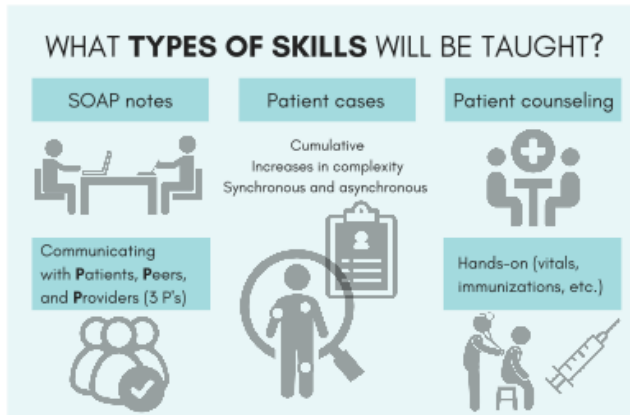 WHAT TYPES OF SKILLS WILL BE TAUGHT?
SOAP notes
Patient cases
Cumulative
Increases in complexity
Synchronous and asynchronous
Patient counseling
Communicating
with Patients, Peers,
and Providers (3 P's)
Hands-on (vitals,
immunizations, etc.)